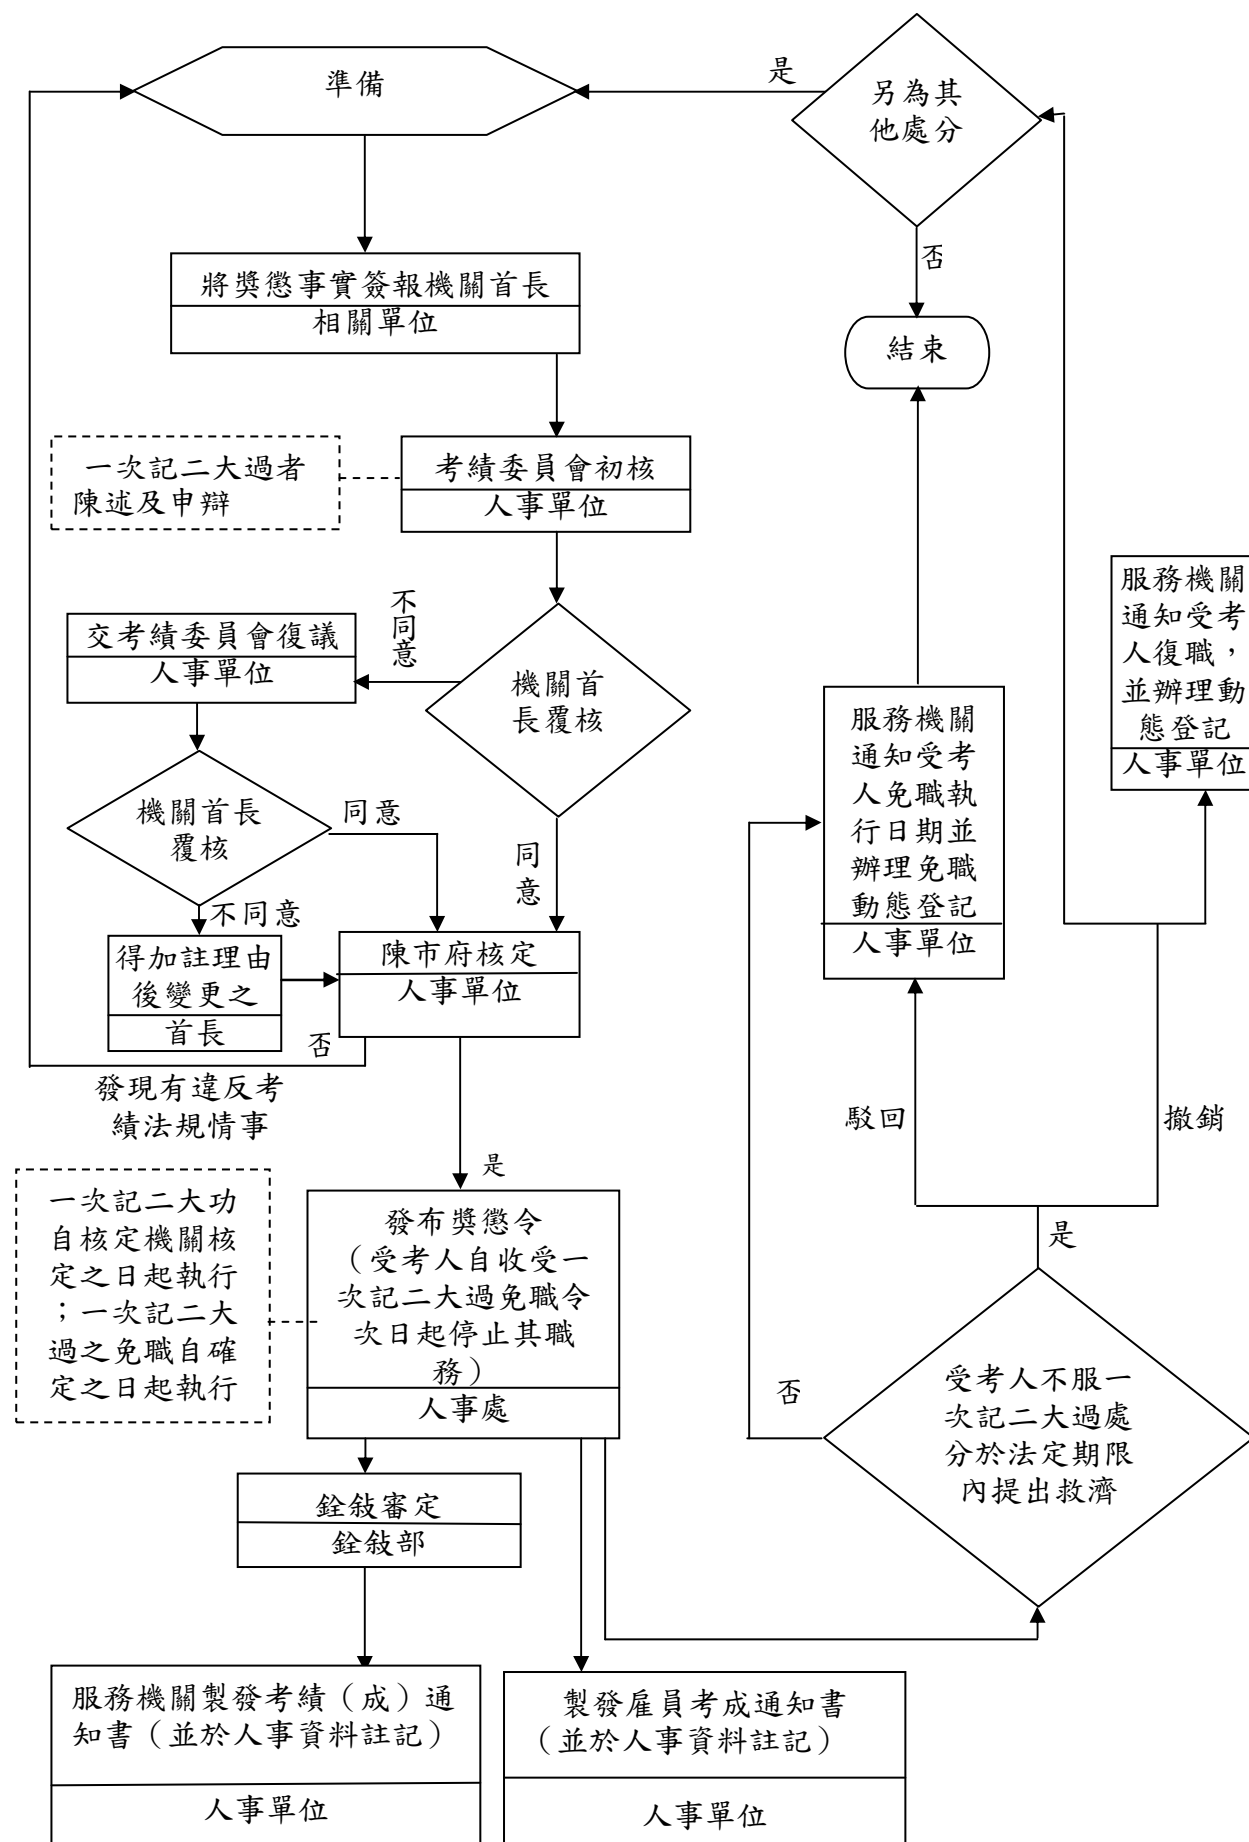 準備
是
另為其
他處分
否
結束
將獎懲事實簽報機關首長
相關單位
一次記二大過者
陳述及申辯
考績委員會初核
人事單位
不同意
機關首
長覆核
交考績委員會復議
人事單位
機關首長
覆核
同意
同意
不同意
得加註理由
後變更之
首長
陳市府核定
人事單位
否
發現有違反考
績法規情事
是
一次記二大功
自核定機關核
定之日起執行
；一次記二大
過之免職自確
定之日起執行
發布獎懲令
（受考人自收受一
次記二大過免職令
次日起停止其職
務）
人事處
銓敍審定
銓敍部
服務機關製發考績（成）通
知書（並於人事資料註記）
人事單位
製發雇員考成通知書
（並於人事資料註記）
人事單位
服務機關
通知受考
人免職執
行日期並
辦理免職
動態登記
人事單位
服務機關
通知受考
人復職，
並辦理動
態登記
人事單位
駁回
撤銷
是
否
受考人不服一
次記二大過處
分於法定期限
內提出救濟